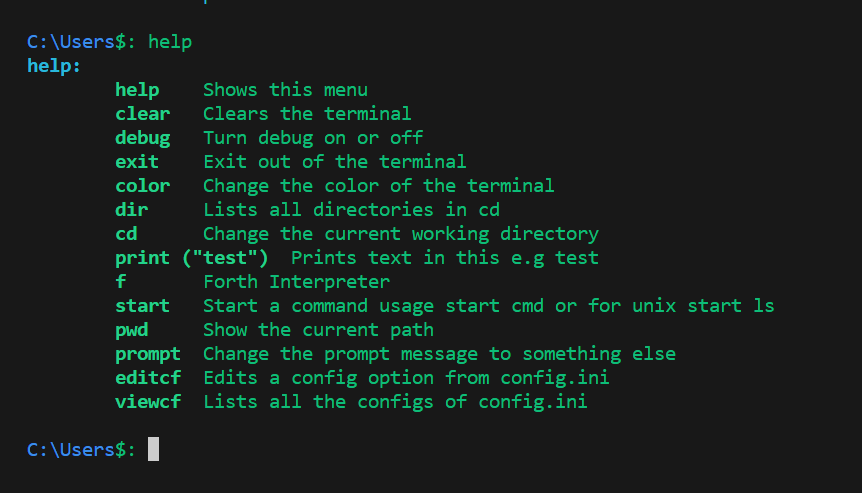 C:\Users$: help
help:
help Shows this menu
clear Clears the terminal
debug Turn debug on or off
exit Exit out of the terminal
color Change the color of the terminal
dir Lists all directories in cd
cd Change the current working directory
print ("test") Prints text in this e.g test
f Forth Interpreter
start Start a command usage start cmd or for unix start ls
pwd Show the current path
prompt Change the prompt message to something else
editcf Edits a config option from config.ini
viewcf Lists all the configs of config.ini
C:\Users$: